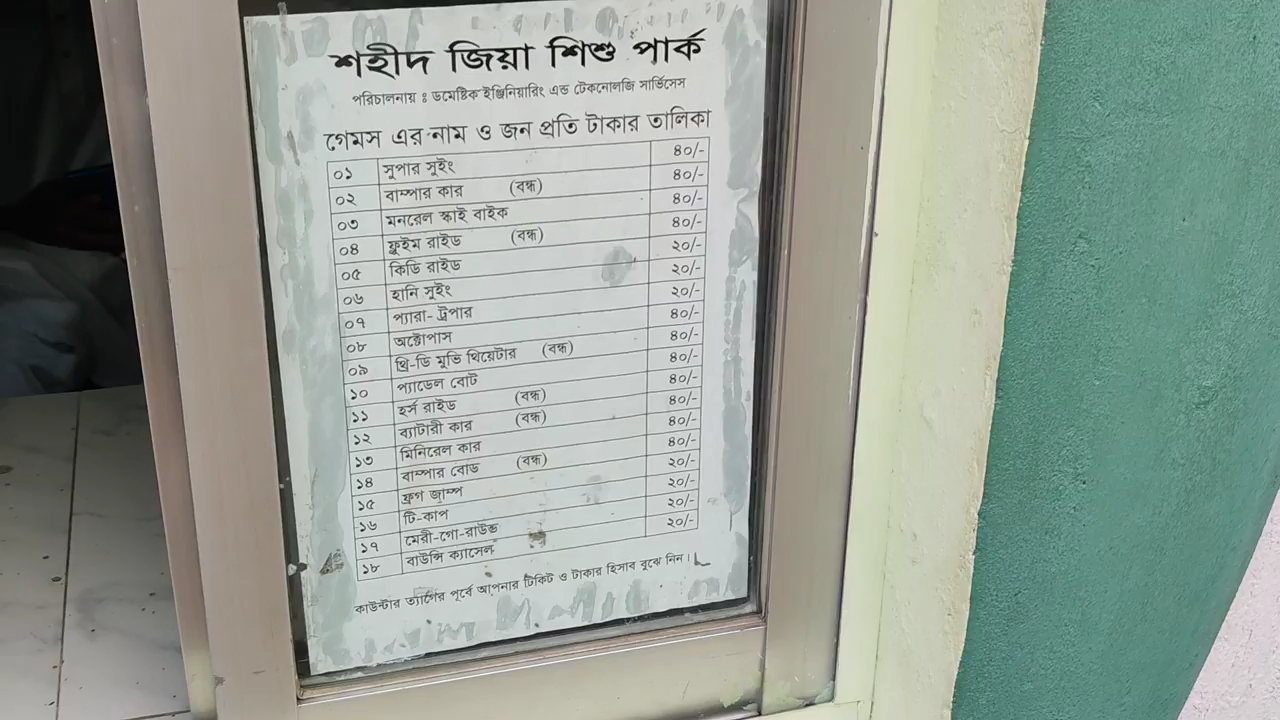 শহীদ জিয়া শিশু পার্ক
পরিচালনায় ঃ ডমেষ্টিক ইঞ্জিনিয়ারিং এন্ড টেকনোলজি সার্ভিসেস
গেমস এর নাম ও জন প্রতি টাকার তালিকা
০১ সুপার সুইং ৪০/-
০২ বাম্পার কার (বন্ধ) ৪০/-
০৩ মনরেল স্কাই বাইক ৪০/-
০৪ ফ্লুইম রাইড (বন্ধ) ৪০/-
০৫ কিডি রাইড ২০/-
০৬ হানি সুইং ২০/-
০৭ প্যারা- ট্রপার ২০/-
০৮ অক্টোপাস ৪০/-
০৯ থ্রি-ডি মুভি থিয়েটার (বন্ধ) ৪০/-
১০ প্যাডেল বোট ৪০/-
১১ হর্স রাইড (বন্ধ) ৪০/-
১২ ব্যাটারী কার (বন্ধ) ৪০/-
১৩ মিনিরেল কার ৪০/-
১৪ বাম্পার বোড (বন্ধ) ৪০/-
১৫ ফ্রগ জাম্প ২০/-
১৬ টি-কাপ ২০/-
১৭ মেরী-গো-রাউন্ড ২০/-
১৮ বাউন্সি ক্যাসেল ২০/-
কাউন্টার ত্যাগের পূর্বে আপনার টিকিট ও টাকার হিসাব বুঝে নিন।